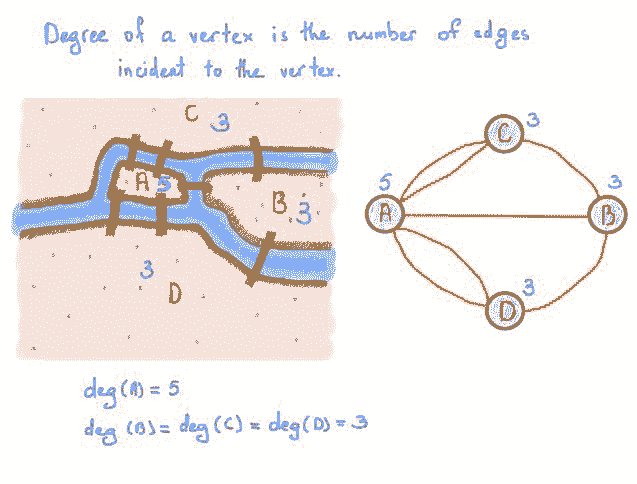 Degree of a vertex is the number of edges
incident to the vertex.
C 3
A 5
B 3
3
D
C 3
5
A
3
B
D 3
deg(A) = 5
deg (B) = deg(C) = deg(D) = 3